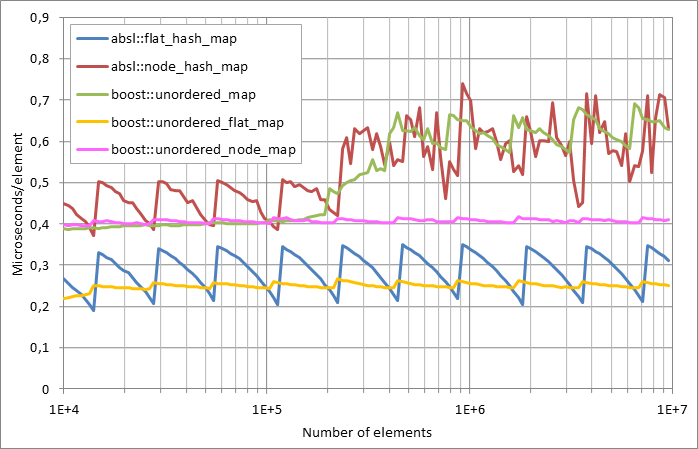 0,9
0,8
0,7
0,6
0,5
0,4
0,3
0,2
0,1
0
Microseconds/element
absl::flat_hash_map
absl::node_hash_map
boost::unordered_map
boost::unordered_flat_map
boost::unordered_node_map
1E+4 1E+5 1E+6 1E+7
Number of elements